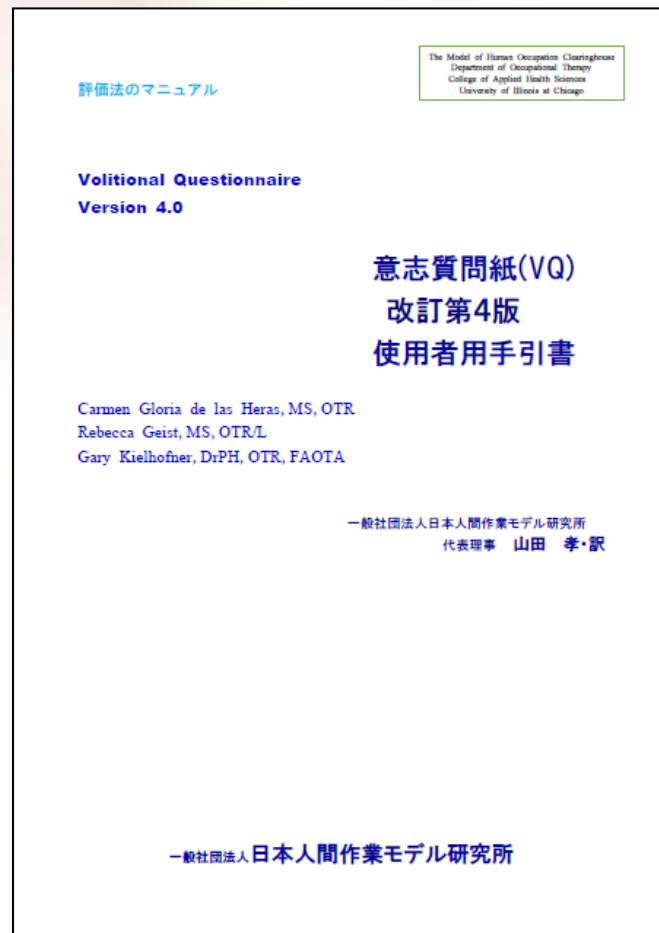 The Model of Human Occupation Clearinghouse
Department of Occupational Therapy
College of Applied Health Sciences
University of Illinois at Chicago
評価法のマニュアル
Volitional Questionnaire
Version 4.0
意志質問紙(VQ)
改訂第4版
使用者用手引書
Carmen Gloria de las Heras, MS, OTR
Rebecca Geist, MS, OTR/L
Gary Kielhofner, DrPH, OTR, FAOTA
一般社団法人日本人間作業モデル研究所
代表理事 山田 孝・訳
一般社団法人日本人間作業モデル研究所